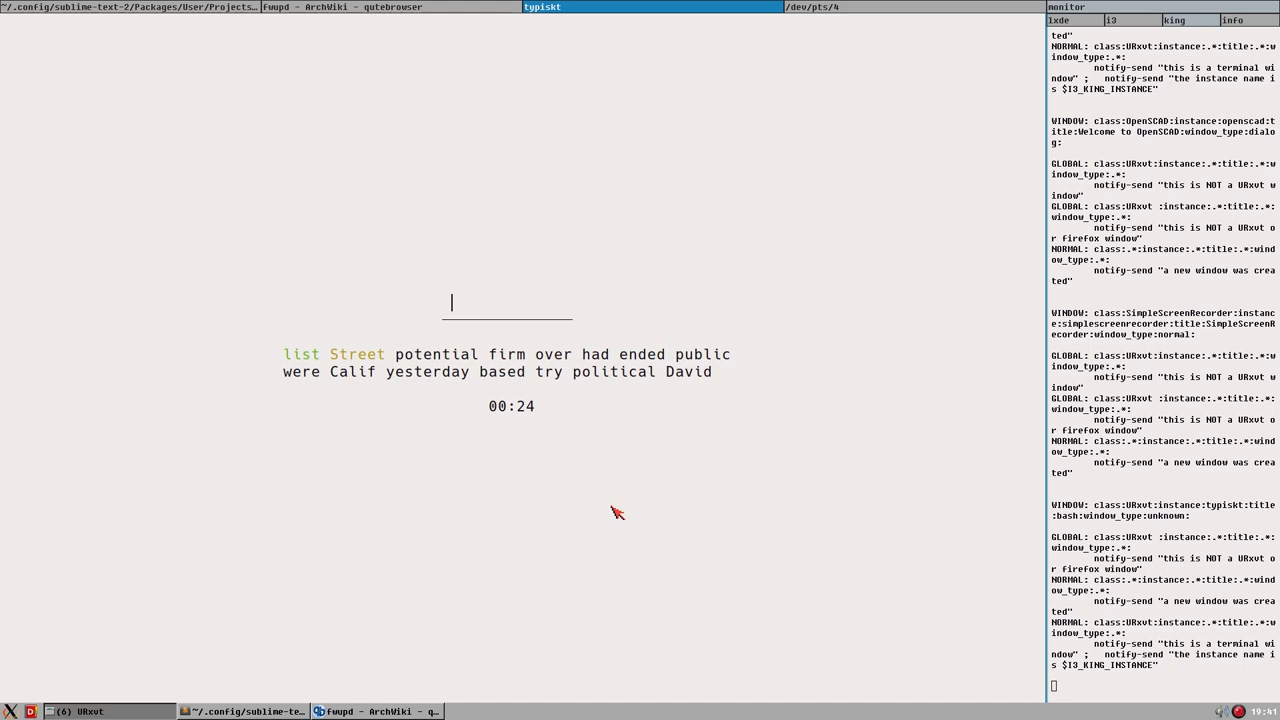 ~/.config/sublime-text-2/Packages/User/Projects… fwupd - ArchWiki - qutebrowser typiskt /dev/pts/4 monitor
lxde i3 king info
list Street potential firm over had ended public
were Calif yesterday based try political David
00:24
ted"
NORMAL: class:URxvt:instance:.*:title:.*:w
indow_type:.*:
notify-send "this is a terminal wi
ndow" ; notify-send "the instance name i
s $I3_KING_INSTANCE"
WINDOW: class:OpenSCAD:instance:openscad:t
itle:Welcome to OpenSCAD:window_type:dialo
g:
GLOBAL: class:URxvt:instance:.*:title:.*:w
indow_type:.*:
notify-send "this is NOT a URxvt w
indow"
GLOBAL: class:URxvt :instance:.*:title:.*:
window_type:.*:
notify-send "this is NOT a URxvt o
r firefox window"
NORMAL: class:.*:instance:.*:title:.*:wind
ow_type:.*:
notify-send "a new window was crea
ted"
WINDOW: class:SimpleScreenRecorder:instanc
e:simplescreenrecorder:title:SimpleScreenR
ecorder:window_type:normal:
GLOBAL: class:URxvt:instance:.*:title:.*:w
indow_type:.*:
notify-send "this is NOT a URxvt w
indow"
GLOBAL: class:URxvt :instance:.*:title:.*:
window_type:.*:
notify-send "this is NOT a URxvt o
r firefox window"
NORMAL: class:.*:instance:.*:title:.*:wind
ow_type:.*:
notify-send "a new window was crea
ted"
WINDOW: class:URxvt:instance:typiskt:title
:bash:window_type:unknown:
GLOBAL: class:URxvt :instance:.*:title:.*:
window_type:.*:
notify-send "this is NOT a URxvt o
r firefox window"
NORMAL: class:.*:instance:.*:title:.*:wind
ow_type:.*:
notify-send "a new window was crea
ted"
NORMAL: class:URxvt:instance:.*:title:.*:w
indow_type:.*:
notify-send "this is a terminal wi
ndow" ; notify-send "the instance name i
s $I3_KING_INSTANCE"
D (6) URxvt ~/.config/sublime-te… fwupd - ArchWiki - q… 19:41